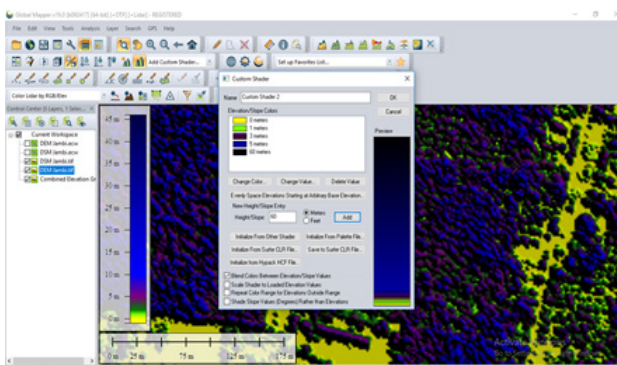 Global Mapper v19.0 (b092417) [64-bit] [+DTF] [+Lidar] - REGISTERED
File Edit View Tools Analysis Layer Search GPS Help
Add Custom Shader...
Set up Favorites List...
Color Lidar by RGB/Elev
Current Workspace
DEM Jambi.ecw
DSM Jambi.ecw
DSM Jambi.tif
DEM Jambi.tif
Combined Elevation Gr
45 m
40 m
35 m
30 m
20 m
15 m
10 m
5 m
0 m
0 m 25 m 75 m 125 m 175 m
Custom Shader
Name Custom Shader 2
OK
Cancel
Elevation/Slope Colors
0 meters
1 meters
3 meters
5 meters
60 meters
Preview
Change Color... Change Value... Delete Value
Evenly Space Elevations Starting at Arbitrary Base Elevation...
New Height/Slope Entry
Height/Slope: 60
Meters
Feet
Add
Initialize From Other Shader Initialize From Palette File...
Initialize From Surfer CLR File... Save to Surfer CLR File...
Initialize from Hypack HCF File...
Blend Colors Between Elevation/Slope Values
Scale Shader to Loaded Elevation Values
Repeat Color Range for Elevations Outside Range
Shade Slope Values (Degrees) Rather than Elevations